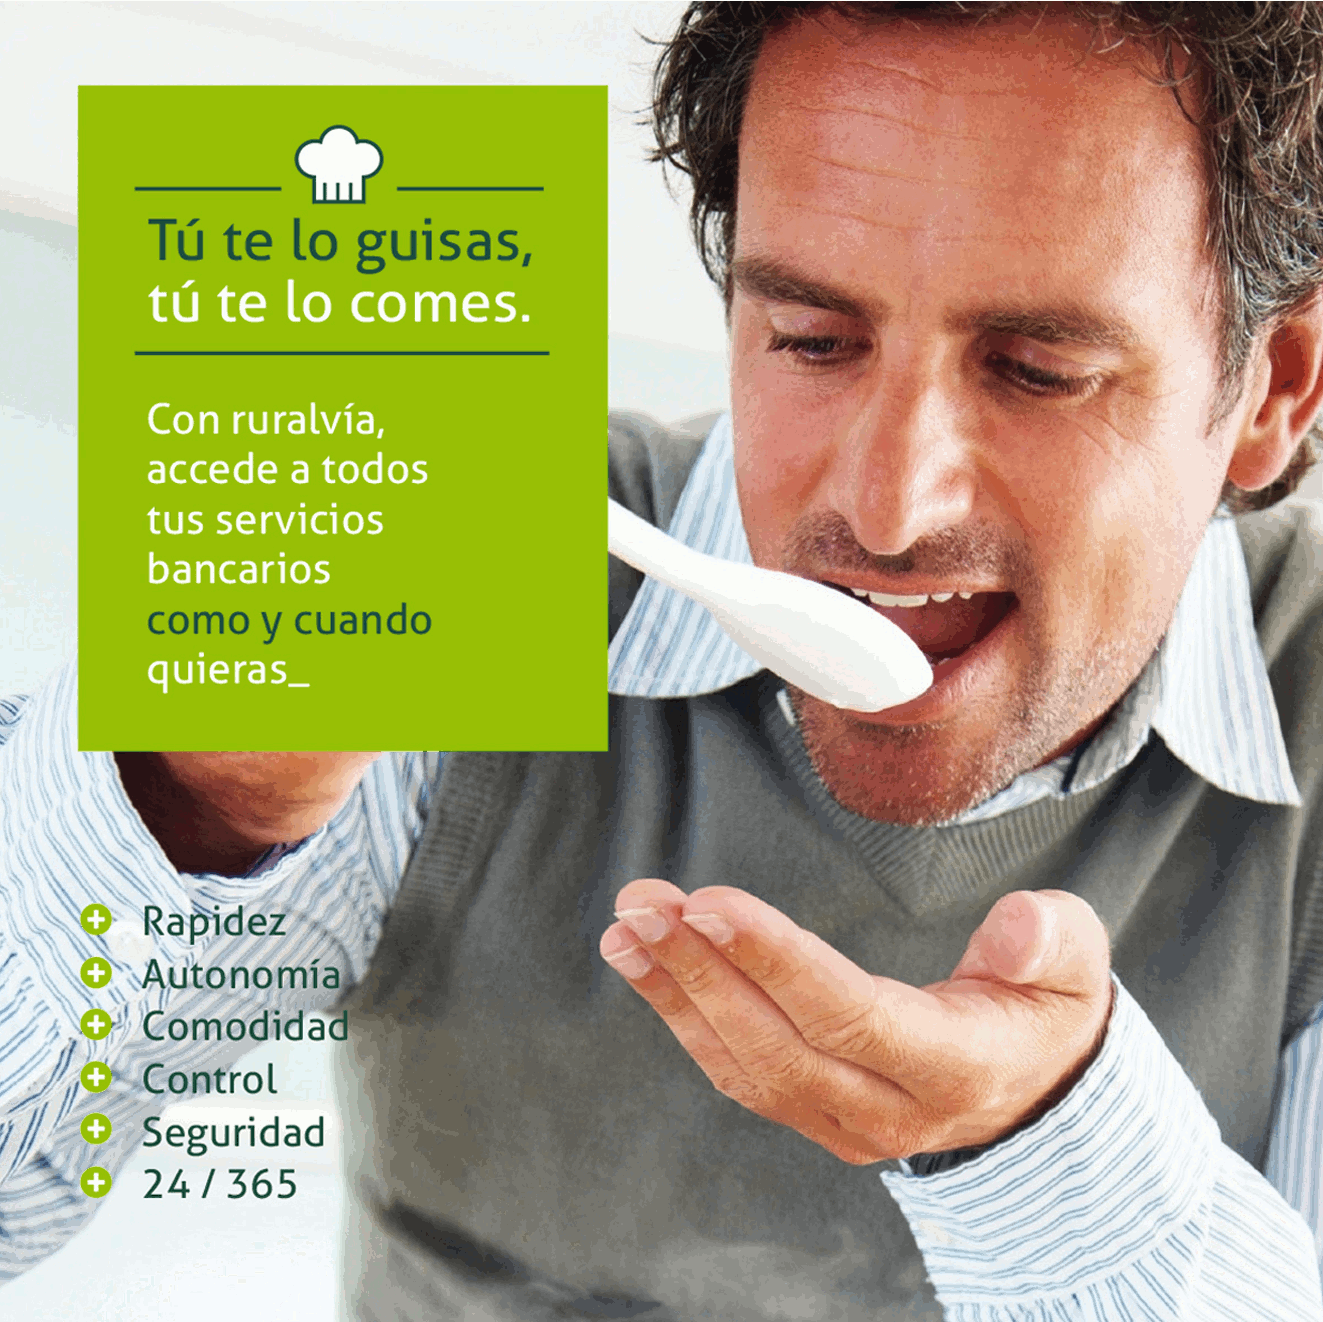 Tú te lo guisas,
tú te lo comes.
Con ruralvía,
accede a todos
tus servicios
bancarios
como y cuando
quieras_
Rapidez
Autonomía
Comodidad
Control
Seguridad
24 / 365